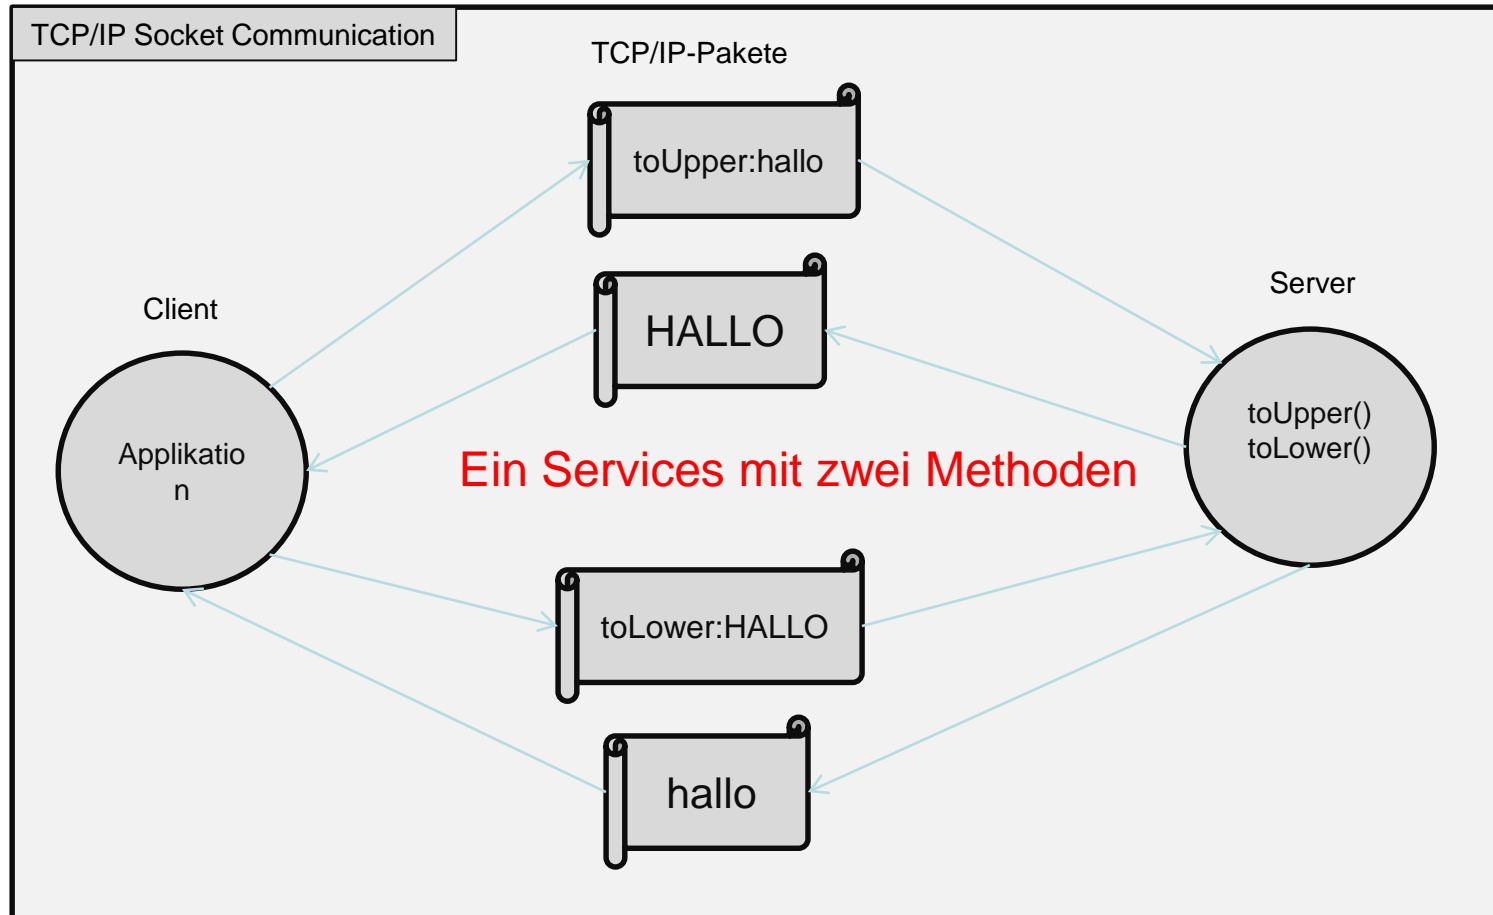 TCP/IP Socket Communication
TCP/IP-Pakete
toUpper:hallo
Client
HALLO
Server
Applikatio
n
toUpper()
toLower()
Ein Services mit zwei Methoden
toLower:HALLO
hallo